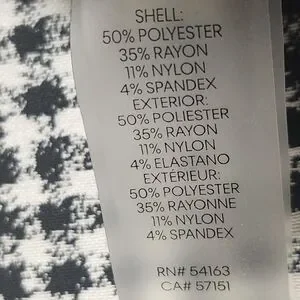 SHELL:
50% POLYESTER
35% RAYON
11% NYLON
4% SPANDEX
EXTERIOR:
50% POLIESTER
35% RAYON
11% NYLON
4% ELASTANO
EXTÉRIEUR:
50% POLYESTER
35% RAYONNE
11% NYLON
4% SPANDEX
RN# 54163
CA# 57151